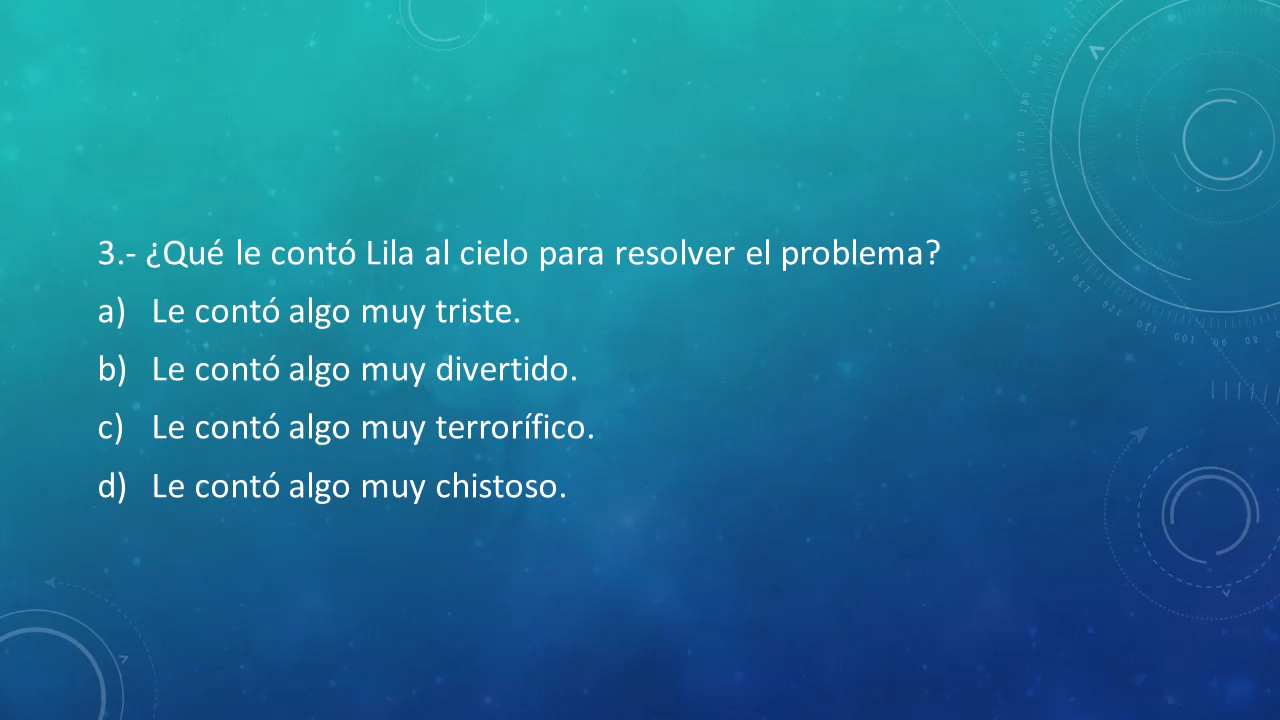 3.- ¿Qué le contó Lila al cielo para resolver el problema?
a) Le contó algo muy triste.
b) Le contó algo muy divertido.
c) Le contó algo muy terrorífico.
d) Le contó algo muy chistoso.